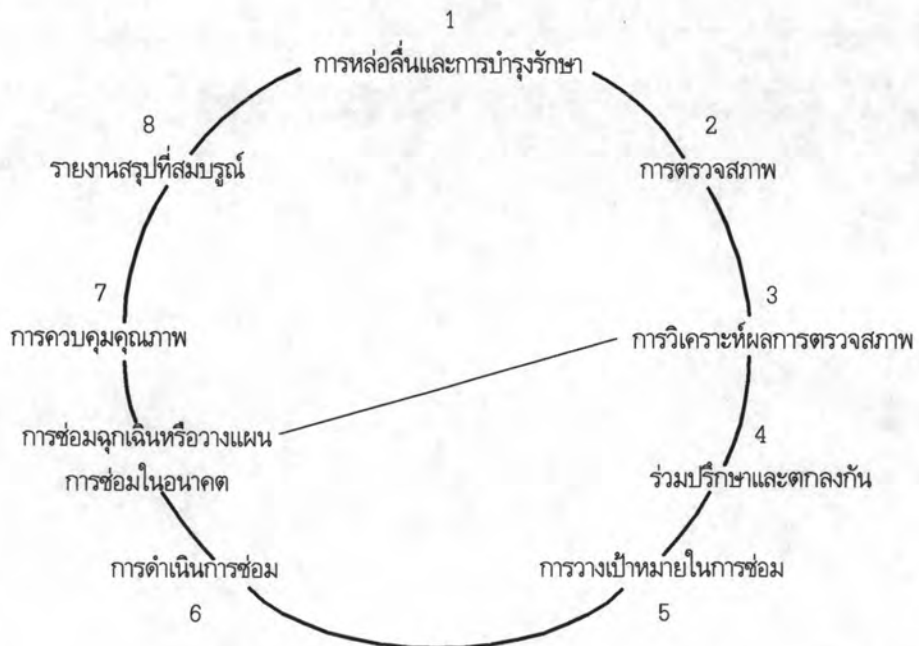 1
การหล่อลื่นและการบำรุงรักษา
2
การตรวจสภาพ
3
การวิเคราะห์ผลการตรวจสภาพ
4
ร่วมปรึกษาและตกลงกัน
การวางเป้าหมายในการซ่อม
5
การดำเนินการซ่อม
6
การซ่อมฉุกเฉินหรือวางแผน
การซ่อมในอนาคต
7
การควบคุมคุณภาพ
8
รายงานสรุปที่สมบรูณ์